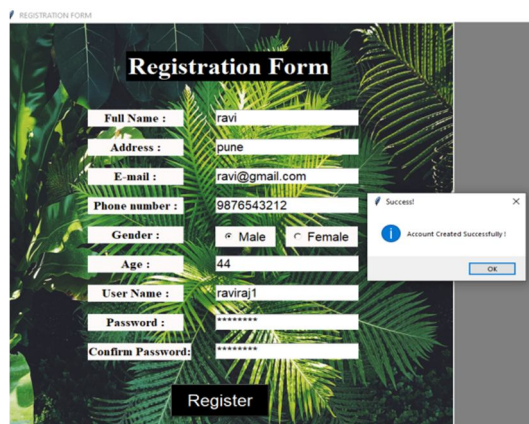 REGISTRATION FORM
Registration Form
Full Name : ravi
Address : pune
E-mail : ravi@gmail.com
Phone number : 9876543212
Gender : Male Female
Age : 44
User Name : raviraj1
Password : ********
Confirm Password: ********
Register
Success!
Account Created Successfully !
OK